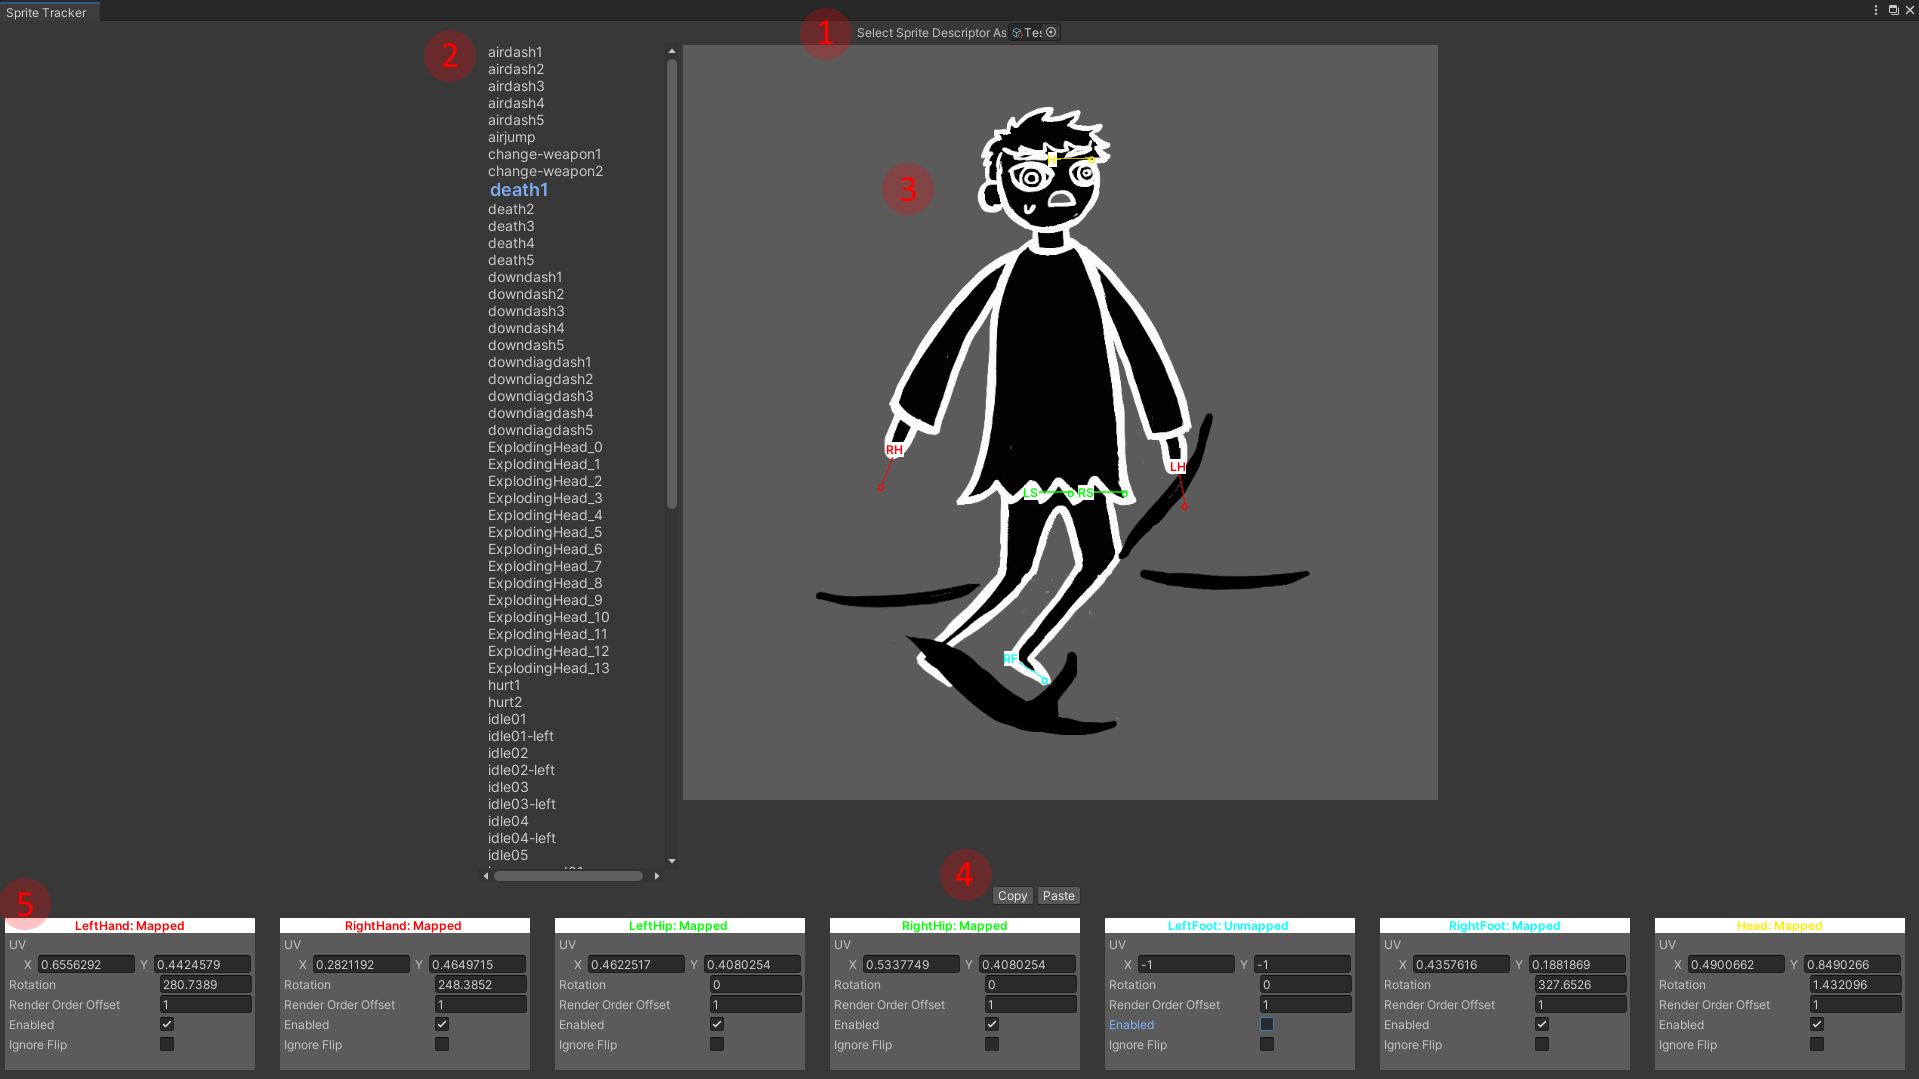 Sprite Tracker
1
Select Sprite Descriptor As
Tes
2
airdash1
airdash2
airdash3
airdash4
airdash5
airjump
change-weapon1
change-weapon2
death1
death2
death3
death4
death5
downdash1
downdash2
downdash3
downdash4
downdash5
downdiagdash1
downdiagdash2
downdiagdash3
downdiagdash4
downdiagdash5
ExplodingHead_0
ExplodingHead_1
ExplodingHead_2
ExplodingHead_3
ExplodingHead_4
ExplodingHead_5
ExplodingHead_6
ExplodingHead_7
ExplodingHead_8
ExplodingHead_9
ExplodingHead_10
ExplodingHead_11
ExplodingHead_12
ExplodingHead_13
hurt1
hurt2
idle01
idle01-left
idle02
idle02-left
idle03
idle03-left
idle04
idle04-left
idle05
3
H
RH
LH
LS RS
RF
4
Copy Paste
5
LeftHand: Mapped
UV
X 0.6556292 Y 0.4424579
Rotation 280.7389
Render Order Offset 1
Enabled
Ignore Flip
RightHand: Mapped
UV
X 0.2821192 Y 0.4649715
Rotation 248.3852
Render Order Offset 1
Enabled
Ignore Flip
LeftHip: Mapped
UV
X 0.4622517 Y 0.4080254
Rotation 0
Render Order Offset 1
Enabled
Ignore Flip
RightHip: Mapped
UV
X 0.5337749 Y 0.4080254
Rotation 0
Render Order Offset 1
Enabled
Ignore Flip
LeftFoot: Unmapped
UV
X -1 Y -1
Rotation 0
Render Order Offset 1
Enabled
Ignore Flip
RightFoot: Mapped
UV
X 0.4357616 Y 0.1881869
Rotation 327.6526
Render Order Offset 1
Enabled
Ignore Flip
Head: Mapped
UV
X 0.4900662 Y 0.8490266
Rotation 1.432096
Render Order Offset 1
Enabled
Ignore Flip